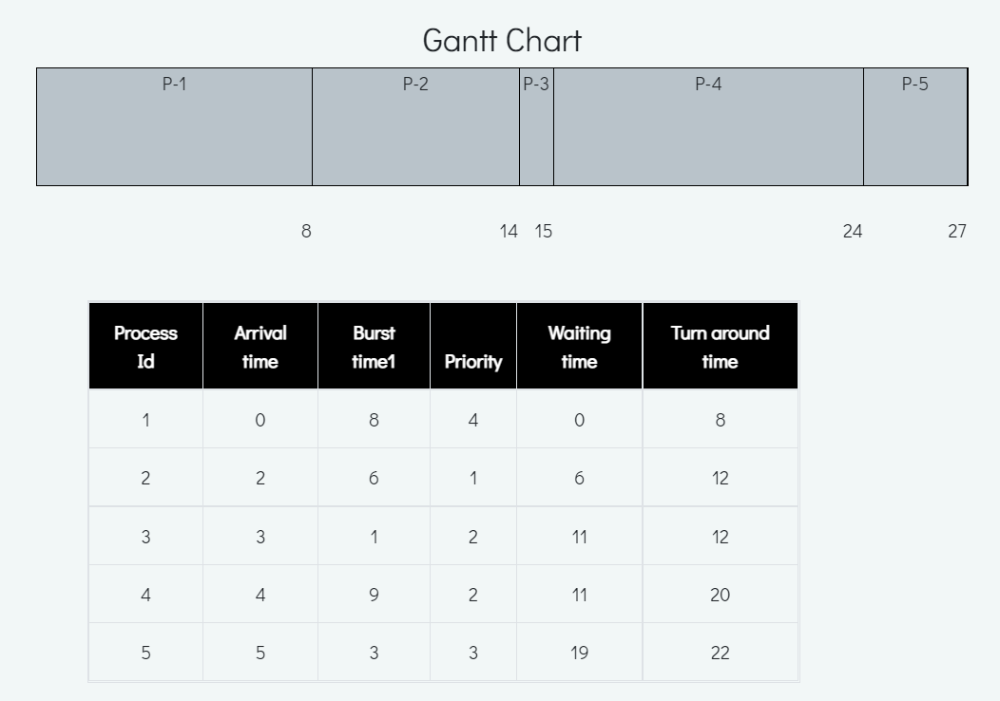 Gantt Chart
P-1 P-2 P-3 P-4 P-5
8 14 15 24 27
Process Id Arrival time Burst time1 Priority Waiting time Turn around time
1 0 8 4 0 8
2 2 6 1 6 12
3 3 1 2 11 12
4 4 9 2 11 20
5 5 3 3 19 22